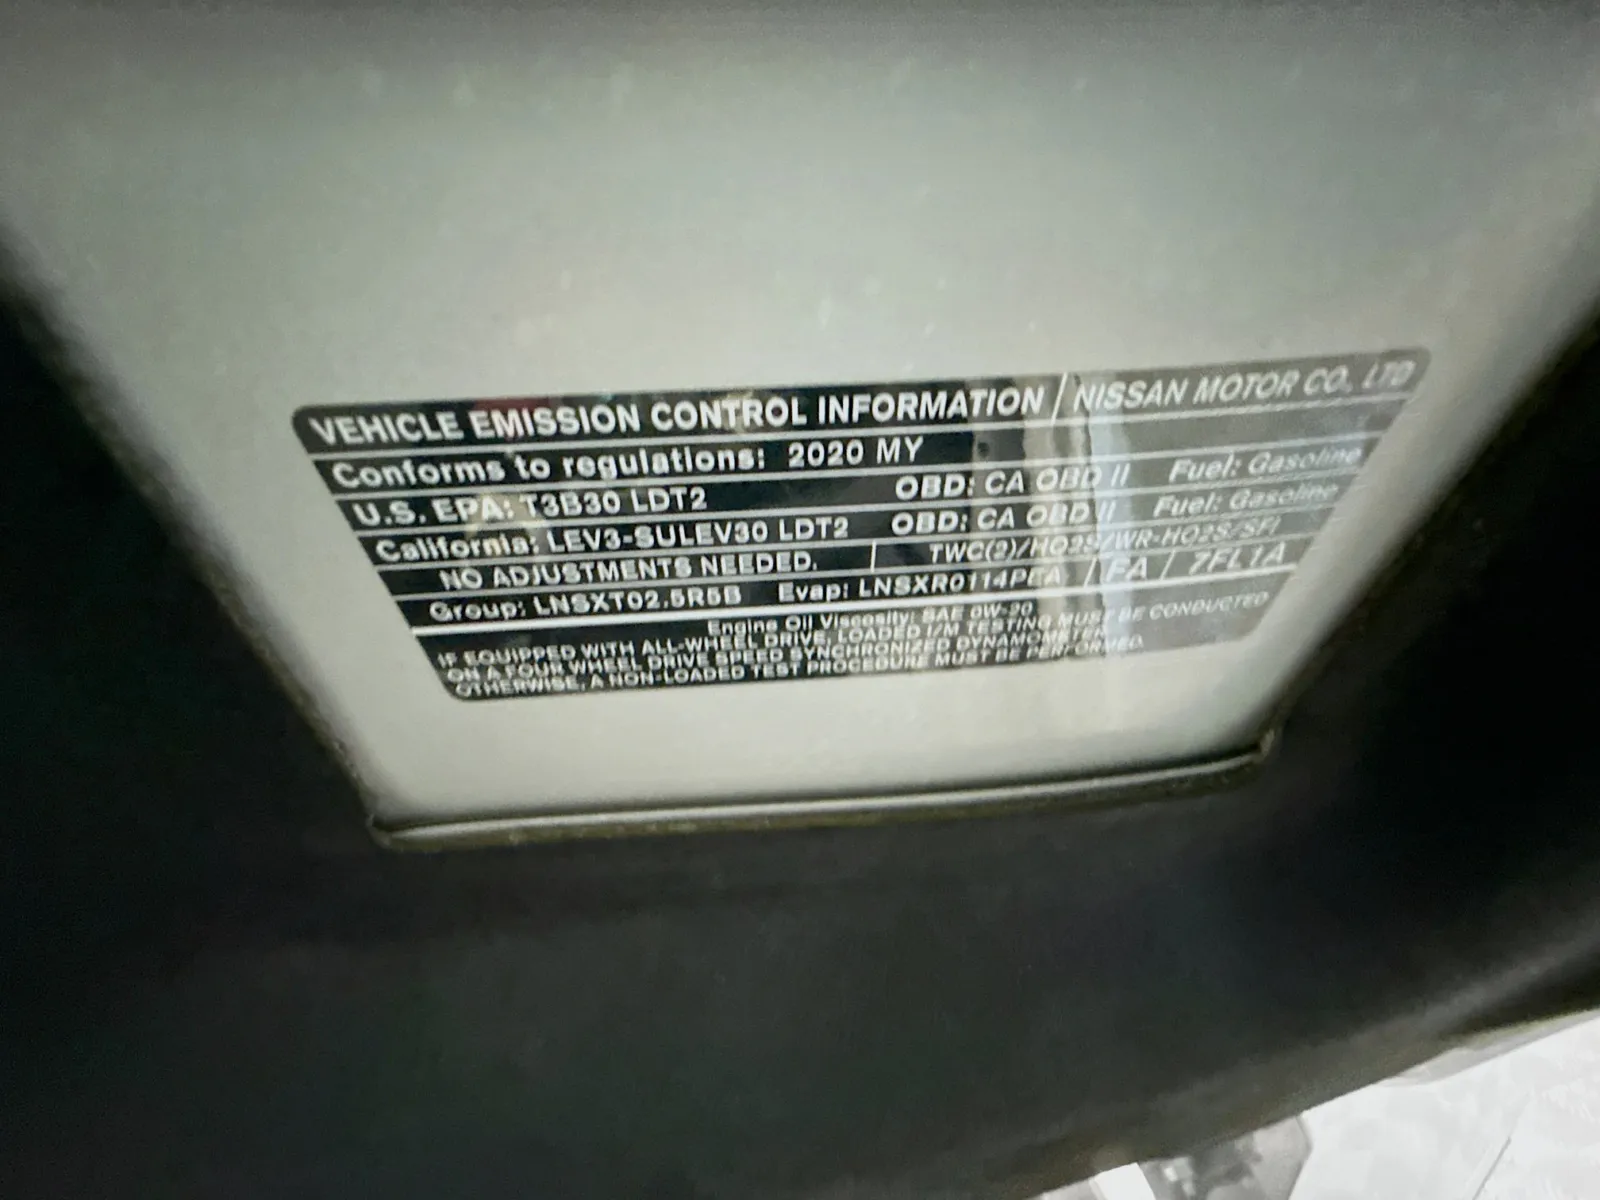 VEHICLE EMISSION CONTROL INFORMATION / NISSAN MOTOR CO., LTD
Conforms to regulations: 2020 MY
U.S. EPA: T3B30 LDT2 OBD: CA OBD II Fuel: Gasoline
California: LEV3-SULEV30 LDT2 OBD: CA OBD II Fuel: Gasoline
NO ADJUSTMENTS NEEDED. | TWC(2)/HO2S/WR-HO2S/SFI
Group: LNSXT02.5R5B Evap: LNSXR0114PEA / FA / 7FL1A
Engine Oil Viscosity: SAE 0W-20
IF EQUIPPED WITH ALL-WHEEL DRIVE, LOADED I/M TESTING MUST BE CONDUCTED
ON A FOUR WHEEL DRIVE SPEED SYNCHRONIZED DYNAMOMETER
OTHERWISE, A NON-LOADED TEST PROCEDURE MUST BE PERFORMED.